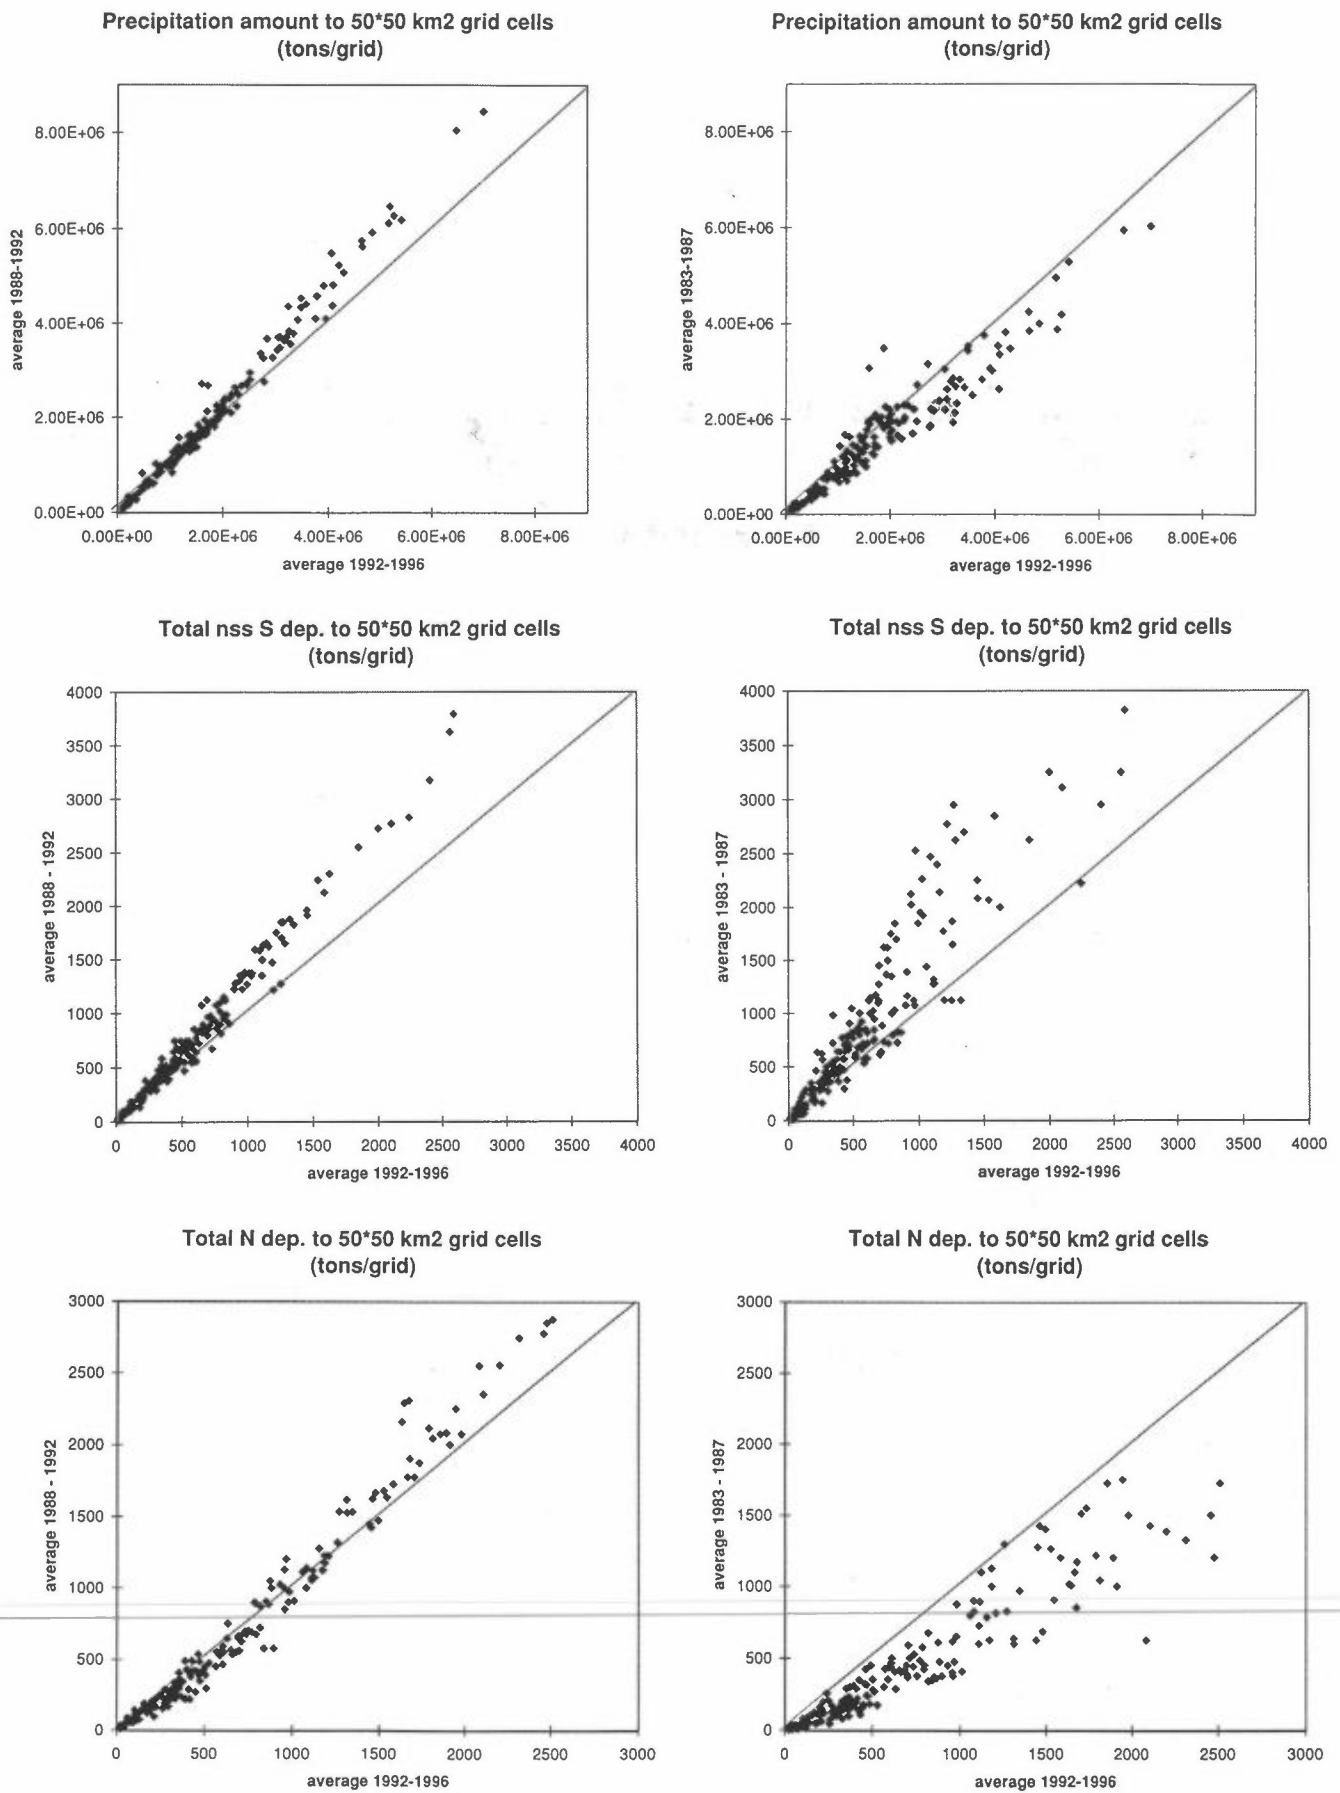 Precipitation amount to 50*50 km2 grid cells
(tons/grid)
8.00E+06
6.00E+06
4.00E+06
2.00E+06
0.00E+00
average 1988-1992
0.00E+00 2.00E+06 4.00E+06 6.00E+06 8.00E+06
average 1992-1996
Precipitation amount to 50*50 km2 grid cells
(tons/grid)
8.00E+06
6.00E+06
4.00E+06
2.00E+06
0.00E+00
average 1983-1987
0.00E+00 2.00E+06 4.00E+06 6.00E+06 8.00E+06
average 1992-1996
Total nss S dep. to 50*50 km2 grid cells
(tons/grid)
4000
3500
3000
2500
2000
1500
1000
500
0
average 1988 - 1992
0 500 1000 1500 2000 2500 3000 3500 4000
average 1992-1996
Total nss S dep. to 50*50 km2 grid cells
(tons/grid)
4000
3500
3000
2500
2000
1500
1000
500
0
average 1983 - 1987
0 500 1000 1500 2000 2500 3000 3500 4000
average 1992-1996
Total N dep. to 50*50 km2 grid cells
(tons/grid)
3000
2500
2000
1500
1000
500
0
average 1988 - 1992
0 500 1000 1500 2000 2500 3000
average 1992-1996
Total N dep. to 50*50 km2 grid cells
(tons/grid)
3000
2500
2000
1500
1000
500
0
average 1983 - 1987
0 500 1000 1500 2000 2500 3000
average 1992-1996